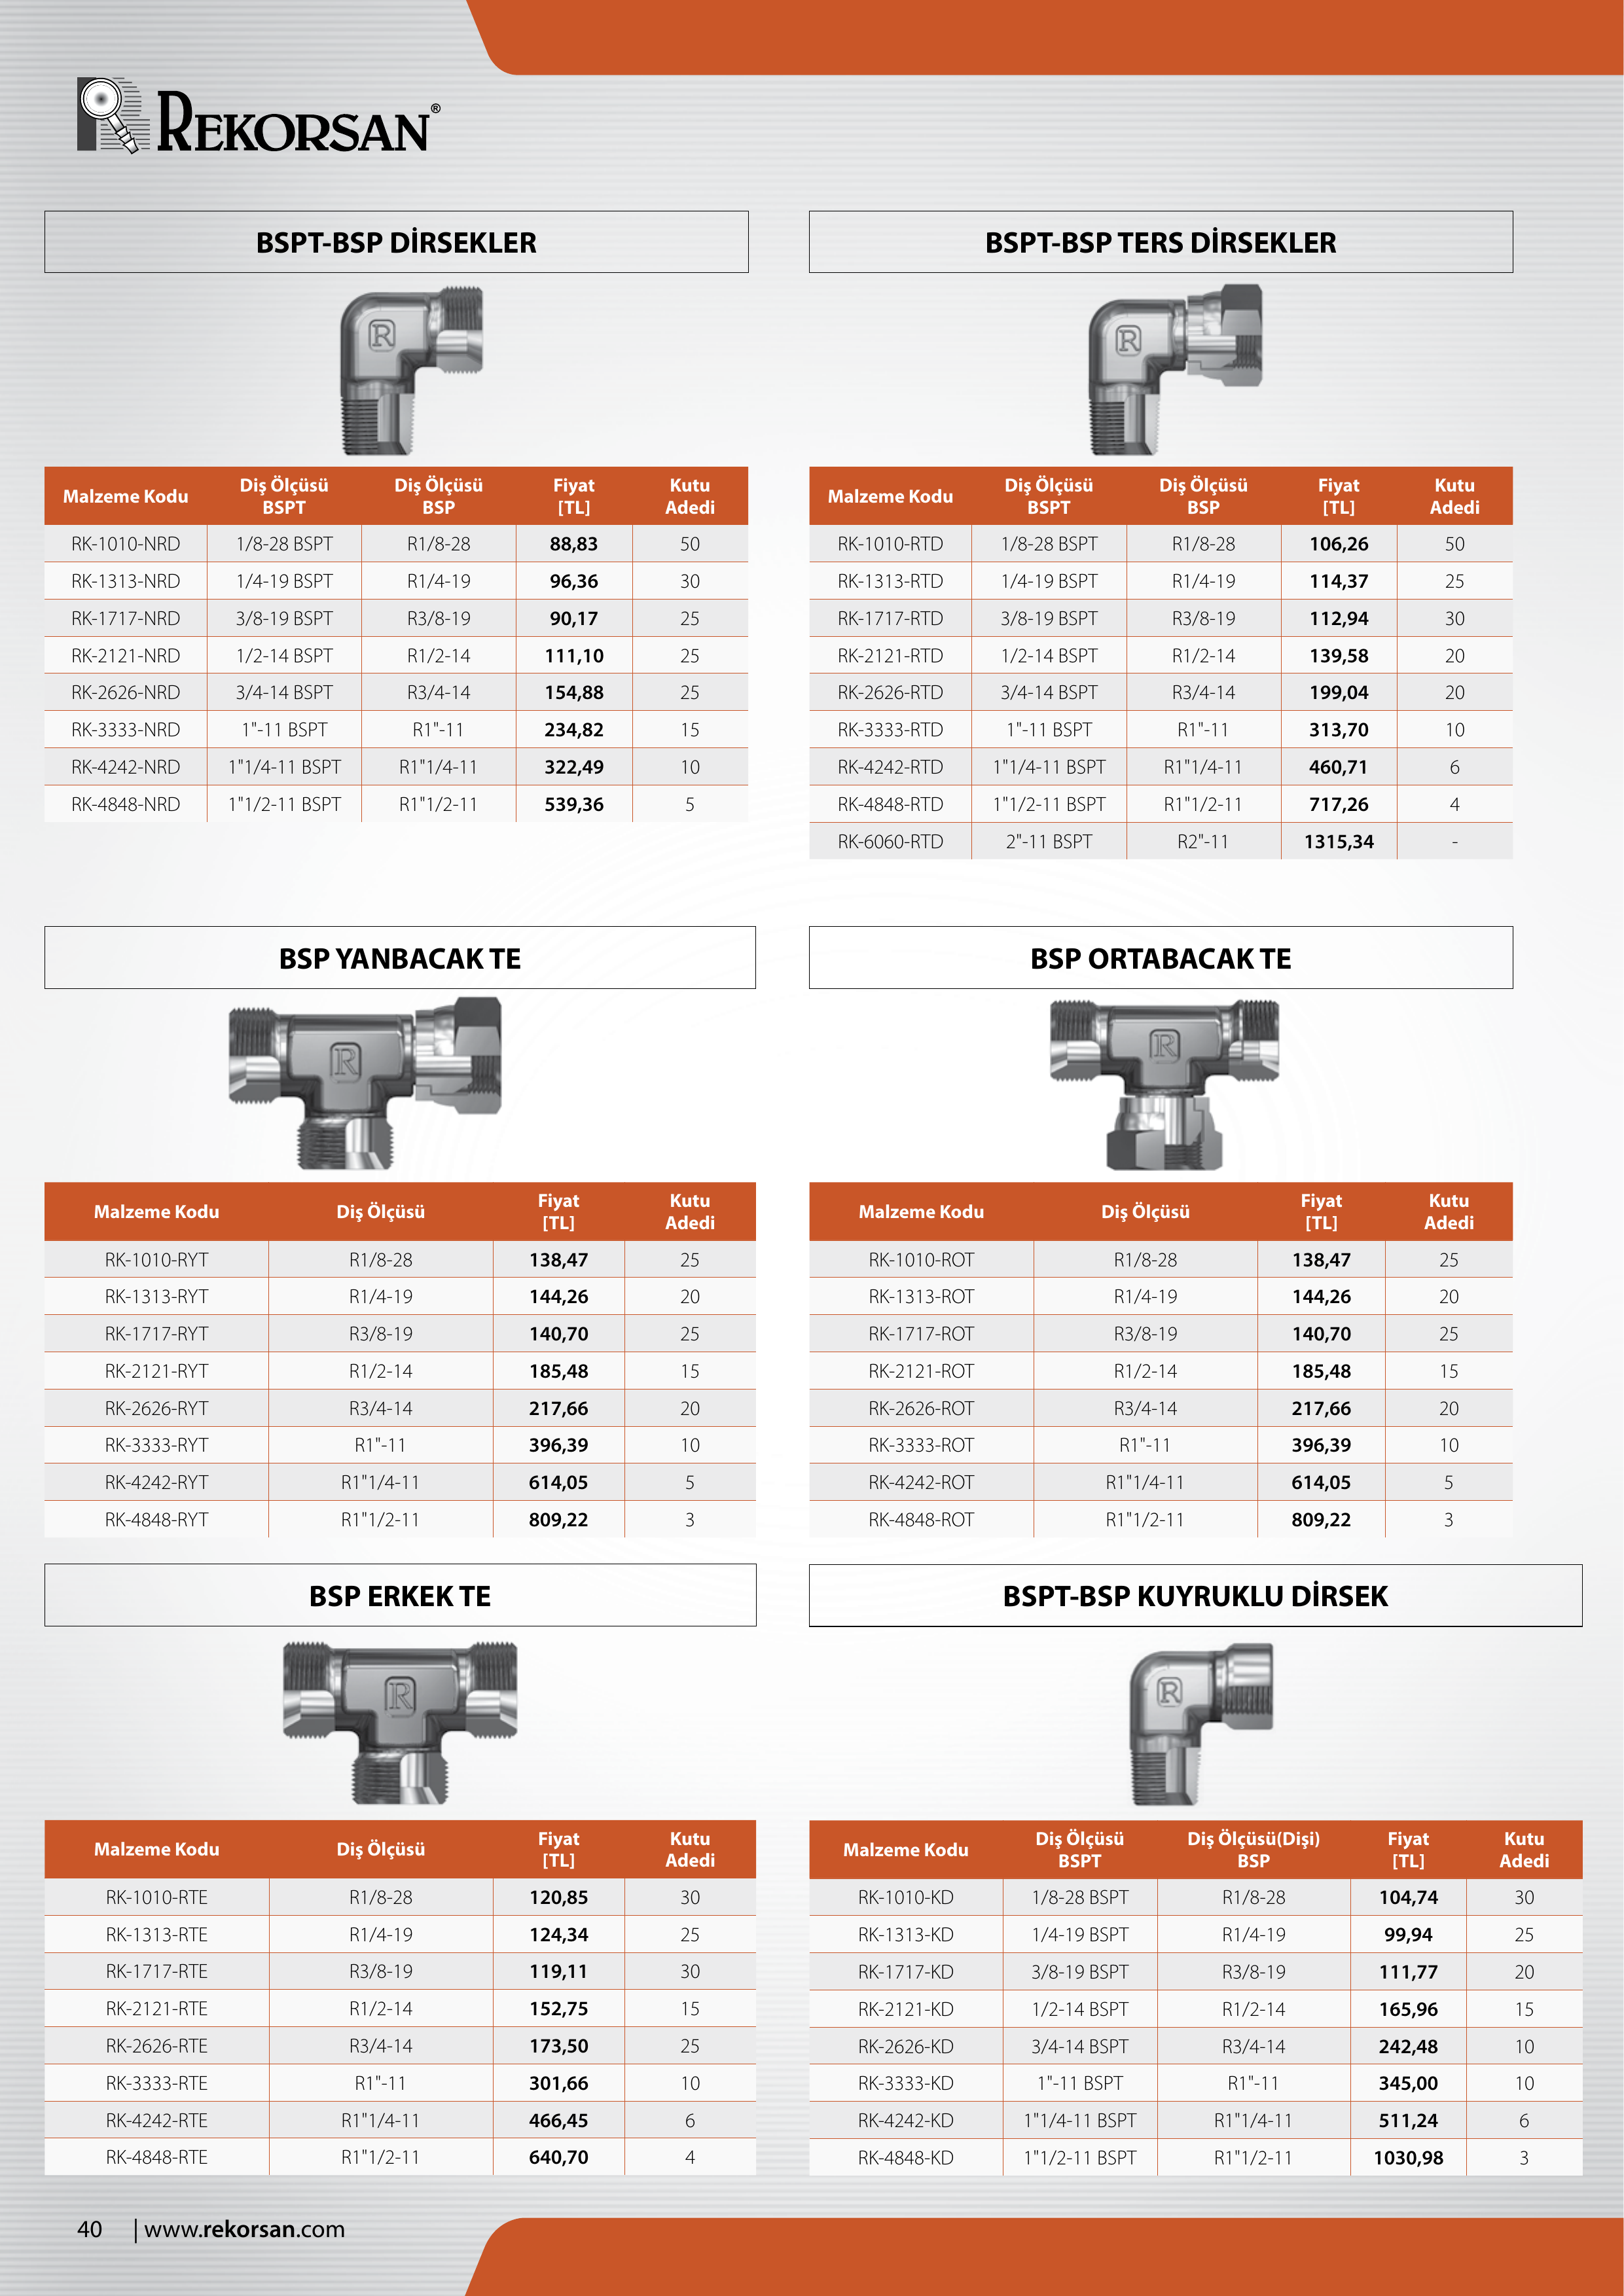 REKORSAN®
BSPT-BSP DİRSEKLER
R
Malzeme Kodu Diş Ölçüsü BSPT Diş Ölçüsü BSP Fiyat [TL] Kutu Adedi
RK-1010-NRD 1/8-28 BSPT R1/8-28 88,83 50
RK-1313-NRD 1/4-19 BSPT R1/4-19 96,36 30
RK-1717-NRD 3/8-19 BSPT R3/8-19 90,17 25
RK-2121-NRD 1/2-14 BSPT R1/2-14 111,10 25
RK-2626-NRD 3/4-14 BSPT R3/4-14 154,88 25
RK-3333-NRD 1"-11 BSPT R1"-11 234,82 15
RK-4242-NRD 1"1/4-11 BSPT R1"1/4-11 322,49 10
RK-4848-NRD 1"1/2-11 BSPT R1"1/2-11 539,36 5
BSPT-BSP TERS DİRSEKLER
R
Malzeme Kodu Diş Ölçüsü BSPT Diş Ölçüsü BSP Fiyat [TL] Kutu Adedi
RK-1010-RTD 1/8-28 BSPT R1/8-28 106,26 50
RK-1313-RTD 1/4-19 BSPT R1/4-19 114,37 25
RK-1717-RTD 3/8-19 BSPT R3/8-19 112,94 30
RK-2121-RTD 1/2-14 BSPT R1/2-14 139,58 20
RK-2626-RTD 3/4-14 BSPT R3/4-14 199,04 20
RK-3333-RTD 1"-11 BSPT R1"-11 313,70 10
RK-4242-RTD 1"1/4-11 BSPT R1"1/4-11 460,71 6
RK-4848-RTD 1"1/2-11 BSPT R1"1/2-11 717,26 4
RK-6060-RTD 2"-11 BSPT R2"-11 1315,34 -
BSP YANBACAK TE
R
Malzeme Kodu Diş Ölçüsü Fiyat [TL] Kutu Adedi
RK-1010-RYT R1/8-28 138,47 25
RK-1313-RYT R1/4-19 144,26 20
RK-1717-RYT R3/8-19 140,70 25
RK-2121-RYT R1/2-14 185,48 15
RK-2626-RYT R3/4-14 217,66 20
RK-3333-RYT R1"-11 396,39 10
RK-4242-RYT R1"1/4-11 614,05 5
RK-4848-RYT R1"1/2-11 809,22 3
BSP ORTABACAK TE
R
Malzeme Kodu Diş Ölçüsü Fiyat [TL] Kutu Adedi
RK-1010-ROT R1/8-28 138,47 25
RK-1313-ROT R1/4-19 144,26 20
RK-1717-ROT R3/8-19 140,70 25
RK-2121-ROT R1/2-14 185,48 15
RK-2626-ROT R3/4-14 217,66 20
RK-3333-ROT R1"-11 396,39 10
RK-4242-ROT R1"1/4-11 614,05 5
RK-4848-ROT R1"1/2-11 809,22 3
BSP ERKEK TE
R
Malzeme Kodu Diş Ölçüsü Fiyat [TL] Kutu Adedi
RK-1010-RTE R1/8-28 120,85 30
RK-1313-RTE R1/4-19 124,34 25
RK-1717-RTE R3/8-19 119,11 30
RK-2121-RTE R1/2-14 152,75 15
RK-2626-RTE R3/4-14 173,50 25
RK-3333-RTE R1"-11 301,66 10
RK-4242-RTE R1"1/4-11 466,45 6
RK-4848-RTE R1"1/2-11 640,70 4
BSPT-BSP KUYRUKLU DİRSEK
R
Malzeme Kodu Diş Ölçüsü BSPT Diş Ölçüsü(Dişi) BSP Fiyat [TL] Kutu Adedi
RK-1010-KD 1/8-28 BSPT R1/8-28 104,74 30
RK-1313-KD 1/4-19 BSPT R1/4-19 99,94 25
RK-1717-KD 3/8-19 BSPT R3/8-19 111,77 20
RK-2121-KD 1/2-14 BSPT R1/2-14 165,96 15
RK-2626-KD 3/4-14 BSPT R3/4-14 242,48 10
RK-3333-KD 1"-11 BSPT R1"-11 345,00 10
RK-4242-KD 1"1/4-11 BSPT R1"1/4-11 511,24 6
RK-4848-KD 1"1/2-11 BSPT R1"1/2-11 1030,98 3
40 | www.rekorsan.com